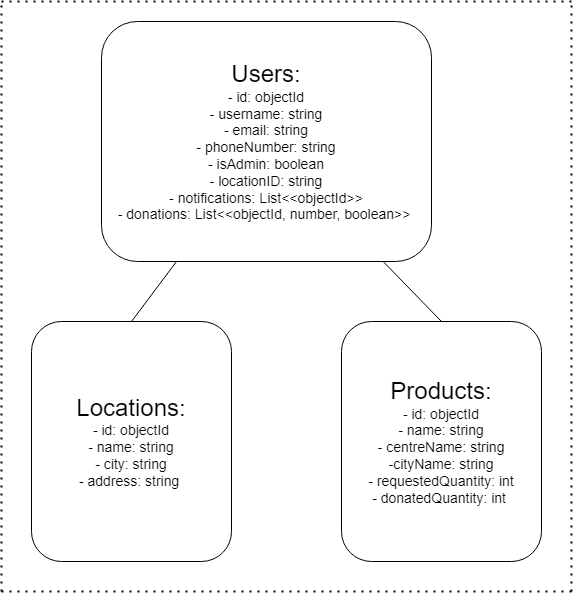 Users:
- id: objectId
- username: string
- email: string
- phoneNumber: string
- isAdmin: boolean
- locationID: string
- notifications: List<<objectId>>
- donations: List<<objectId, number, boolean>>
Locations:
- id: objectId
- name: string
- city: string
- address: string
Products:
- id: objectId
- name: string
- centreName: string
-cityName: string
- requestedQuantity: int
- donatedQuantity: int